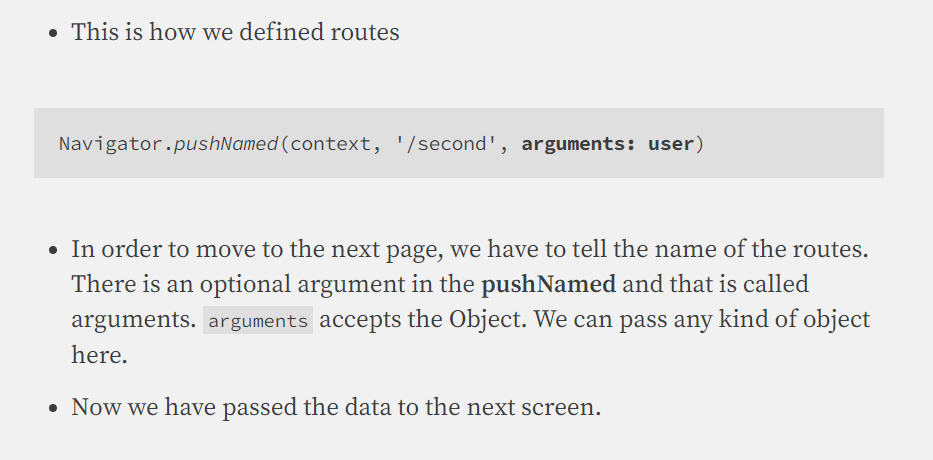 This is how we defined routes
Navigator.pushNamed(context, '/second', arguments: user)
In order to move to the next page, we have to tell the name of the routes.
There is an optional argument in the pushNamed and that is called
arguments. arguments accepts the Object. We can pass any kind of object
here.
Now we have passed the data to the next screen.